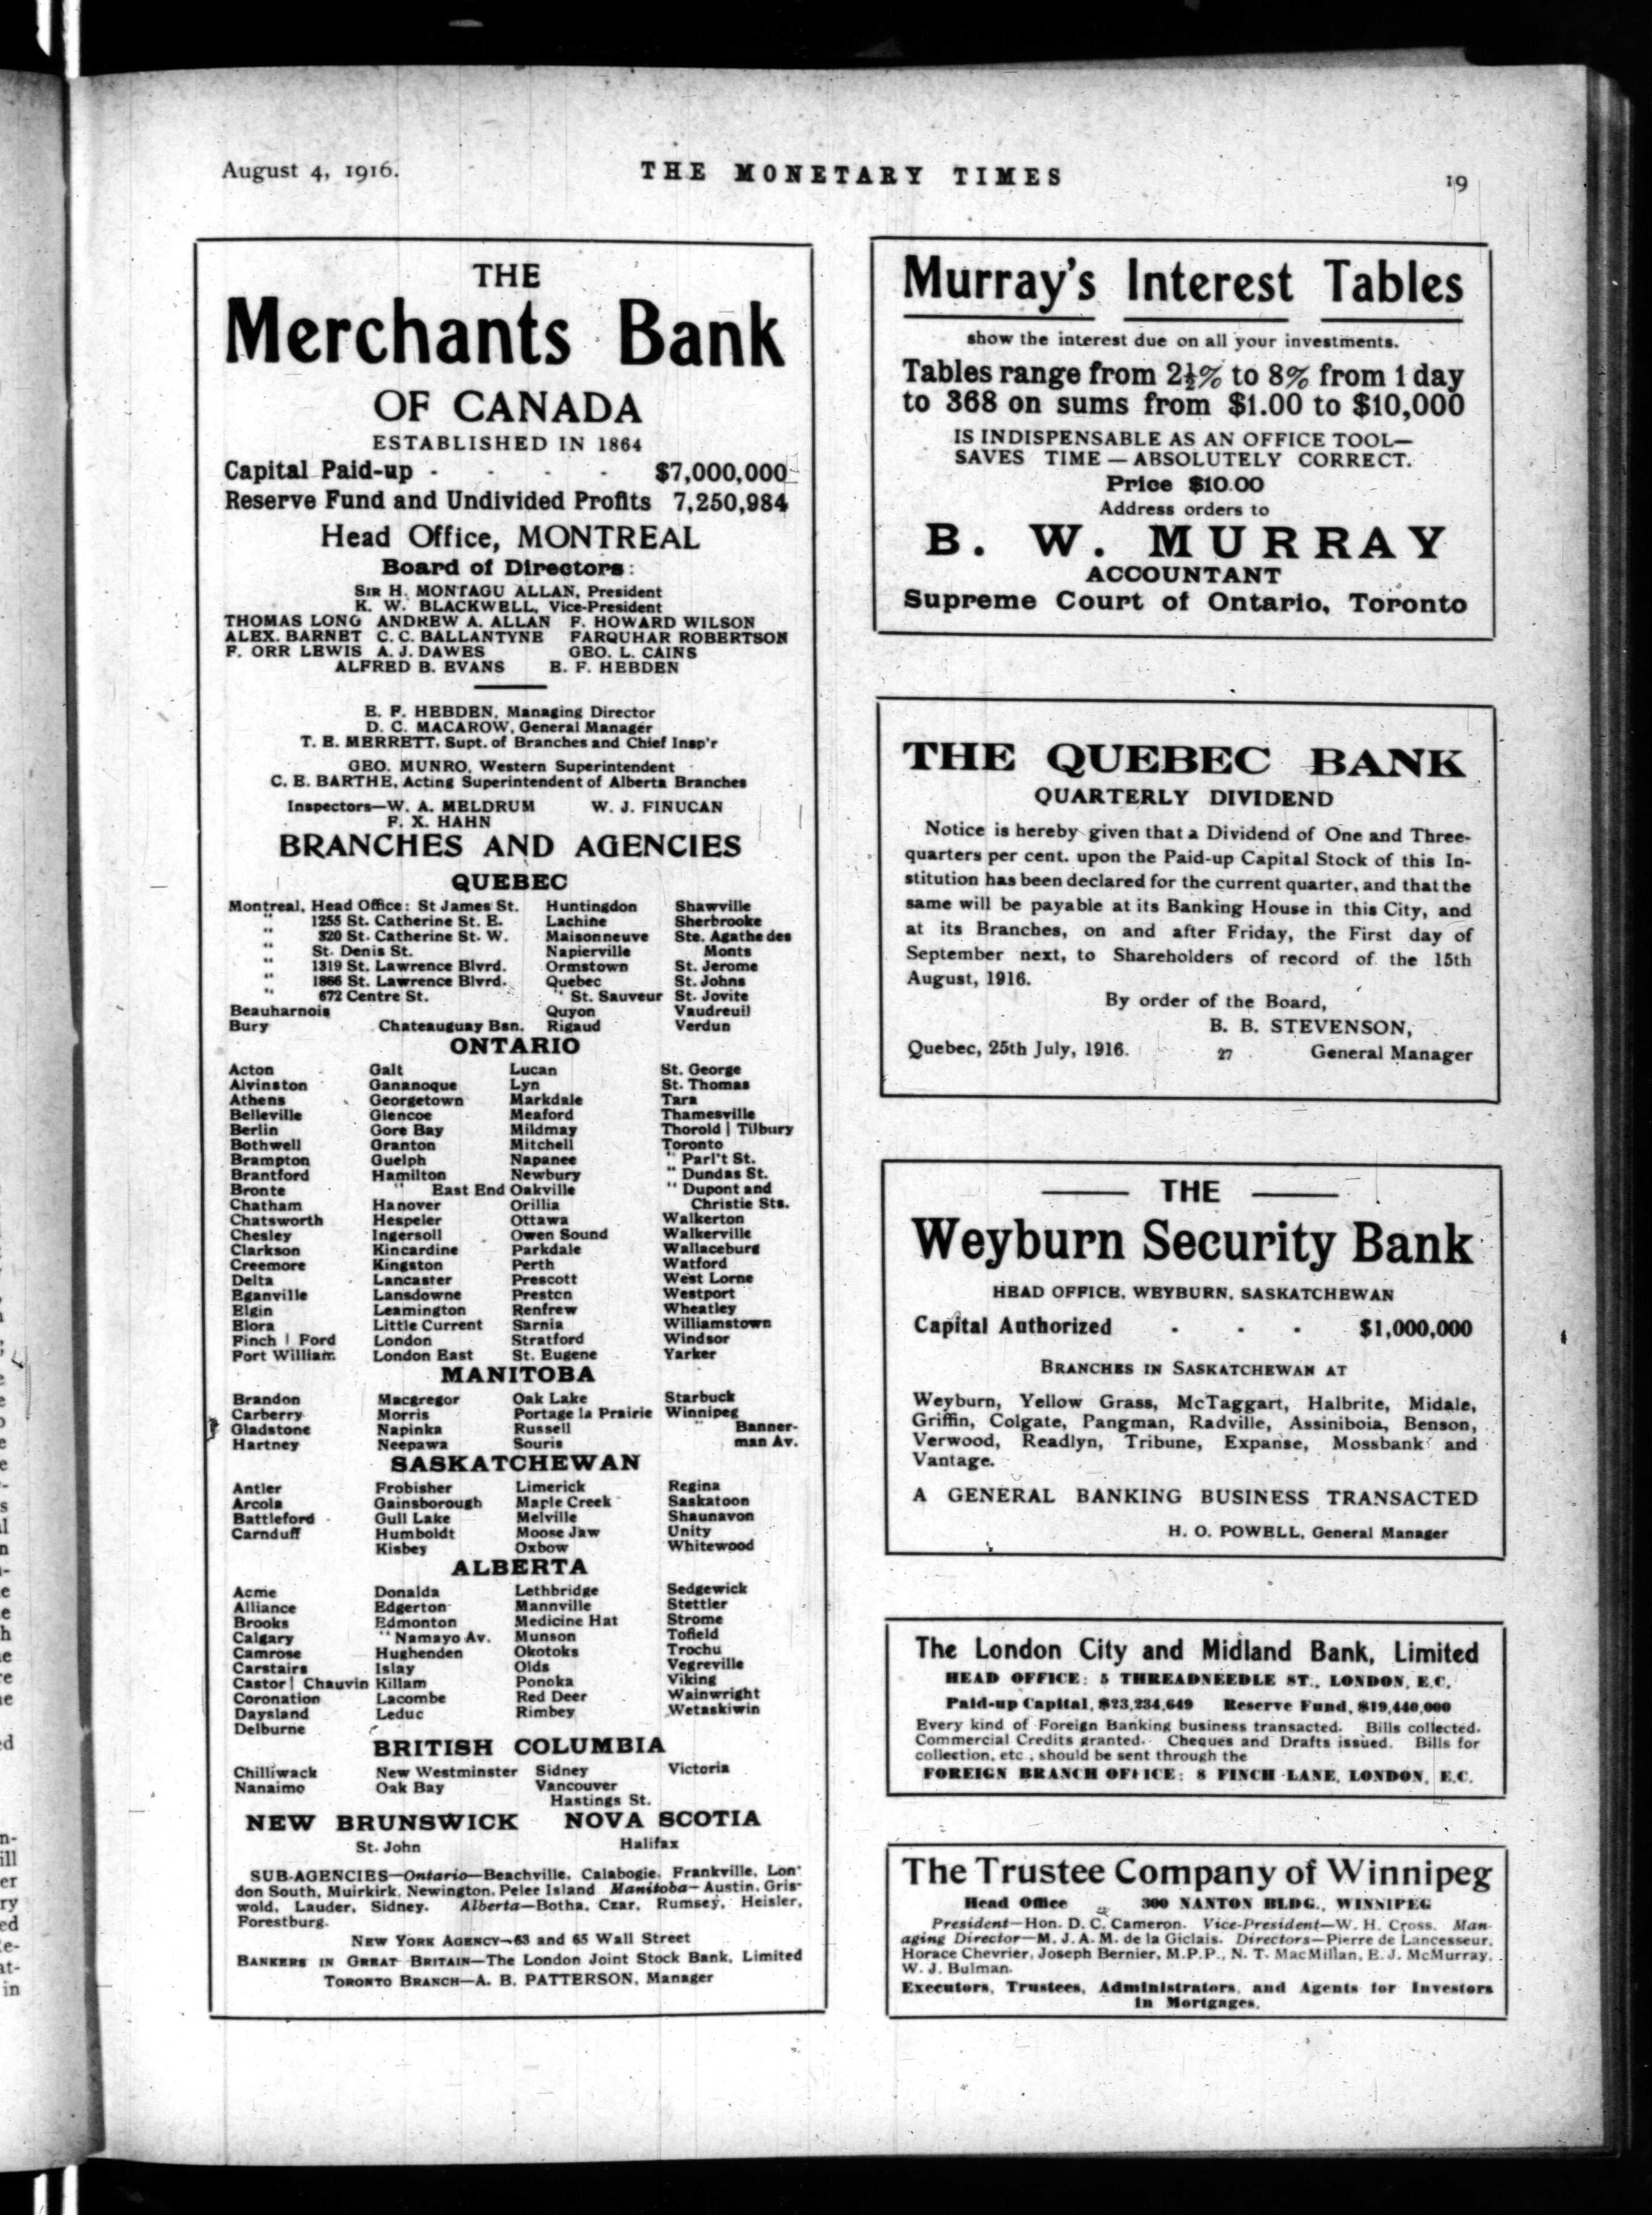 August 4, 1916.
THE MONETARY TIMES
19
THE
Merchants Bank
OF CANADA
ESTABLISHED IN 1864
Capital Paid-up - - - - $7,000,000
Reserve Fund and Undivided Profits 7,250,984
Head Office, MONTREAL
Board of Directors:
SIR H. MONTAGU ALLAN, President
K. W. BLACKWELL, Vice-President
THOMAS LONG ANDREW A. ALLAN F. HOWARD WILSON
ALEX. BARNET C. C. BALLANTYNE FARQUHAR ROBERTSON
F. ORR LEWIS A. J. DAWES GEO. L. CAINS
ALFRED B. EVANS E. F. HEBDEN
E. F. HEBDEN, Managing Director
D. C. MACAROW, General Manager
T. E. MERRETT, Supt. of Branches and Chief Insp'r
GEO. MUNRO, Western Superintendent
C. E. BARTHE, Acting Superintendent of Alberta Branches
Inspectors—W. A. MELDRUM W. J. FINUCAN
F. X. HAHN
BRANCHES AND AGENCIES
QUEBEC
Montreal, Head Office: St James St. Huntingdon Shawville
" 1255 St. Catherine St. E. Lachine Sherbrooke
" 320 St. Catherine St. W. Maisonneuve Ste. Agathe des
" St. Denis St. Napierville Monts
" 1319 St. Lawrence Blvrd. Ormstown St. Jerome
" 1866 St. Lawrence Blvrd. Quebec St. Johns
" 672 Centre St. " St. Sauveur St. Jovite
Beauharnois Quyon Vaudreuil
Bury Chateauguay Bsn. Rigaud Verdun
ONTARIO
Acton Galt Lucan St. George
Alvinston Gananoque Lyn St. Thomas
Athens Georgetown Markdale Tara
Belleville Glencoe Meaford Thamesville
Berlin Gore Bay Mildmay Thorold | Tilbury
Bothwell Granton Mitchell Toronto
Brampton Guelph Napanee " Parl't St.
Brantford Hamilton Newbury " Dundas St.
Bronte " East End Oakville " Dupont and
Chatham Hanover Orillia Christie Sts.
Chatsworth Hespeler Ottawa Walkerton
Chesley Ingersoll Owen Sound Walkerville
Clarkson Kincardine Parkdale Wallaceburg
Creemore Kingston Perth Watford
Delta Lancaster Prescott West Lorne
Eganville Lansdowne Preston Westport
Elgin Leamington Renfrew Wheatley
Elora Little Current Sarnia Williamstown
Finch | Ford London Stratford Windsor
Fort William London East St. Eugene Yarker
MANITOBA
Brandon Macgregor Oak Lake Starbuck
Carberry Morris Portage la Prairie Winnipeg
Gladstone Napinka Russell " Banner-
Hartney Neepawa Souris man Av.
SASKATCHEWAN
Antler Frobisher Limerick Regina
Arcola Gainsborough Maple Creek Saskatoon
Battleford Gull Lake Melville Shaunavon
Carnduff Humboldt Moose Jaw Unity
Kisbey Oxbow Whitewood
ALBERTA
Acme Donalda Lethbridge Sedgewick
Alliance Edgerton Mannville Stettler
Brooks Edmonton Medicine Hat Strome
Calgary " Namayo Av. Munson Tofield
Camrose Hughenden Okotoks Trochu
Carstairs Islay Olds Vegreville
Castor | Chauvin Killam Ponoka Viking
Coronation Lacombe Red Deer Wainwright
Daysland Leduc Rimbey Wetaskiwin
Delburne
BRITISH COLUMBIA
Chilliwack New Westminster Sidney Victoria
Nanaimo Oak Bay Vancouver
Hastings St.
NEW BRUNSWICK NOVA SCOTIA
St. John Halifax
SUB-AGENCIES—Ontario—Beachville, Calabogie, Frankville, Lon-
don South, Muirkirk, Newington, Pelee Island Manitoba—Austin, Gris-
wold, Lauder, Sidney. Alberta—Botha, Czar, Rumsey, Heisler,
Forestburg.
NEW YORK AGENCY—63 and 65 Wall Street
BANKERS IN GREAT BRITAIN—The London Joint Stock Bank, Limited
TORONTO BRANCH—A. B. PATTERSON, Manager
Murray's Interest Tables
show the interest due on all your investments.
Tables range from 2½% to 8% from 1 day
to 368 on sums from $1.00 to $10,000
IS INDISPENSABLE AS AN OFFICE TOOL—
SAVES TIME—ABSOLUTELY CORRECT.
Price $10.00
Address orders to
B. W. MURRAY
ACCOUNTANT
Supreme Court of Ontario, Toronto
THE QUEBEC BANK
QUARTERLY DIVIDEND
Notice is hereby given that a Dividend of One and Three-
quarters per cent. upon the Paid-up Capital Stock of this In-
stitution has been declared for the current quarter, and that the
same will be payable at its Banking House in this City, and
at its Branches, on and after Friday, the First day of
September next, to Shareholders of record of the 15th
August, 1916.
By order of the Board,
B. B. STEVENSON,
Quebec, 25th July, 1916. 27 General Manager
THE
Weyburn Security Bank
HEAD OFFICE, WEYBURN, SASKATCHEWAN
Capital Authorized . . . $1,000,000
BRANCHES IN SASKATCHEWAN AT
Weyburn, Yellow Grass, McTaggart, Halbrite, Midale,
Griffin, Colgate, Pangman, Radville, Assiniboia, Benson,
Verwood, Readlyn, Tribune, Expanse, Mossbank and
Vantage.
A GENERAL BANKING BUSINESS TRANSACTED
H. O. POWELL, General Manager
The London City and Midland Bank, Limited
HEAD OFFICE: 5 THREADNEEDLE ST., LONDON, E.C.
Paid-up Capital, $23,234,649 Reserve Fund, $19,440,000
Every kind of Foreign Banking business transacted. Bills collected.
Commercial Credits granted. Cheques and Drafts issued. Bills for
collection, etc., should be sent through the
FOREIGN BRANCH OFFICE: 8 FINCH LANE, LONDON, E.C.
The Trustee Company of Winnipeg
Head Office 300 NANTON BLDG., WINNIPEG
President—Hon. D. C. Cameron. Vice-President—W. H. Cross. Man-
aging Director—M. J. A. M. de la Giclais. Directors—Pierre de Lancesseur,
Horace Chevrier, Joseph Bernier, M.P.P., N. T. MacMillan, E. J. McMurray,
W. J. Bulman.
Executors, Trustees, Administrators, and Agents for Investors
in Mortgages.